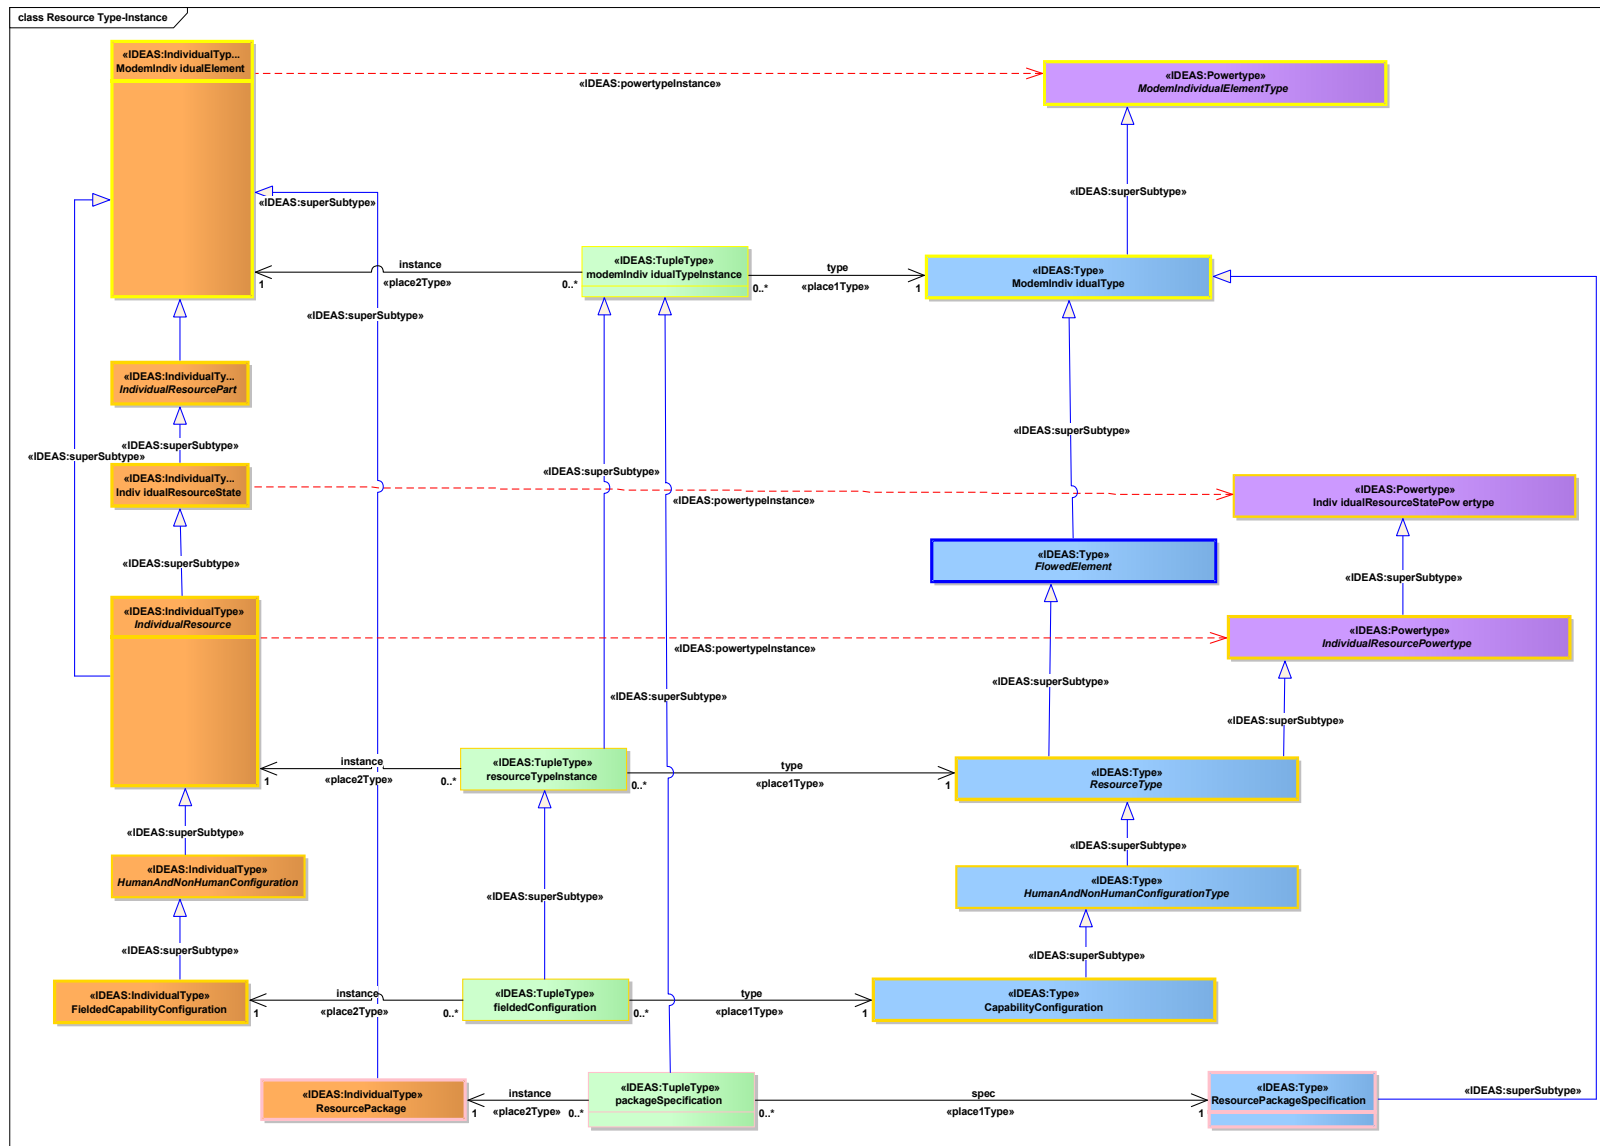 class Resource Type-Instance
«IDEAS:IndividualTyp...
ModemIndiv idualElement
«IDEAS:powertypeInstance»
«IDEAS:Powertype»
ModemIndividualElementType
«IDEAS:superSubtype»
«IDEAS:superSubtype»
instance
«place2Type»
1
0..*
«IDEAS:TupleType»
modemIndiv idualTypeInstance
type
«place1Type»
0..*
1
«IDEAS:Type»
ModemIndiv idualType
«IDEAS:superSubtype»
«IDEAS:IndividualTy...
IndividualResourcePart
«IDEAS:superSubtype»
«IDEAS:superSubtype»
«IDEAS:superSubtype»
«IDEAS:superSubtype»
«IDEAS:IndividualTy...
Indiv idualResourceState
«IDEAS:powertypeInstance»
«IDEAS:Powertype»
Indiv idualResourceStatePow ertype
«IDEAS:superSubtype»
«IDEAS:Type»
FlowedElement
«IDEAS:superSubtype»
«IDEAS:IndividualType»
IndividualResource
«IDEAS:powertypeInstance»
«IDEAS:Powertype»
IndividualResourcePowertype
«IDEAS:superSubtype»
«IDEAS:superSubtype»
«IDEAS:superSubtype»
instance
«place2Type»
1
0..*
«IDEAS:TupleType»
resourceTypeInstance
type
«place1Type»
0..*
1
«IDEAS:Type»
ResourceType
«IDEAS:superSubtype»
«IDEAS:superSubtype»
«IDEAS:IndividualType»
HumanAndNonHumanConfiguration
«IDEAS:superSubtype»
«IDEAS:Type»
HumanAndNonHumanConfigurationType
«IDEAS:superSubtype»
«IDEAS:superSubtype»
«IDEAS:IndividualType»
FieldedCapabilityConfiguration
instance
«place2Type»
1
0..*
«IDEAS:TupleType»
fieldedConfiguration
type
«place1Type»
0..*
1
«IDEAS:Type»
CapabilityConfiguration
«IDEAS:IndividualType»
ResourcePackage
instance
«place2Type»
1
0..*
«IDEAS:TupleType»
packageSpecification
spec
«place1Type»
0..*
1
«IDEAS:Type»
ResourcePackageSpecification
«IDEAS:superSubtype»